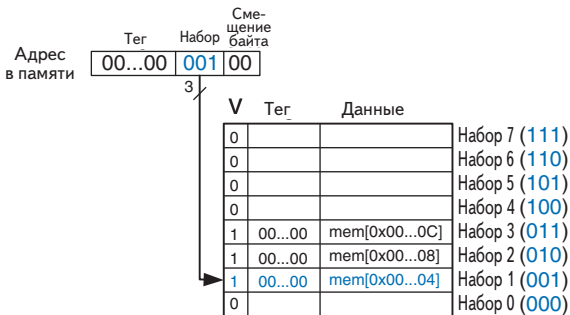 Тег Набор Сме-
щение
байта
Адрес
в памяти
00...00 001 00
3
V Тег Данные
0 Набор 7 (111)
0 Набор 6 (110)
0 Набор 5 (101)
0 Набор 4 (100)
1 00...00 mem[0x00...0C] Набор 3 (011)
1 00...00 mem[0x00...08] Набор 2 (010)
1 00...00 mem[0x00...04] Набор 1 (001)
0 Набор 0 (000)